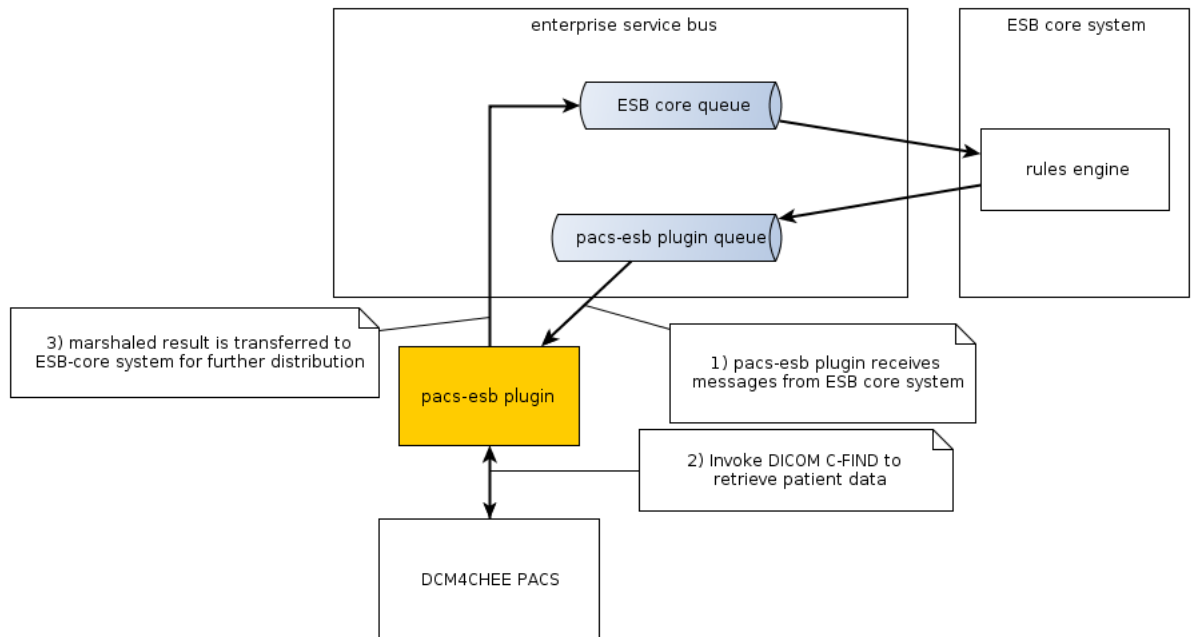 enterprise service bus
ESB core system
ESB core queue
rules engine
pacs-esb plugin queue
3) marshaled result is transferred to
ESB-core system for further distribution
1) pacs-esb plugin receives
messages from ESB core system
pacs-esb plugin
2) Invoke DICOM C-FIND to
retrieve patient data
DCM4CHEE PACS